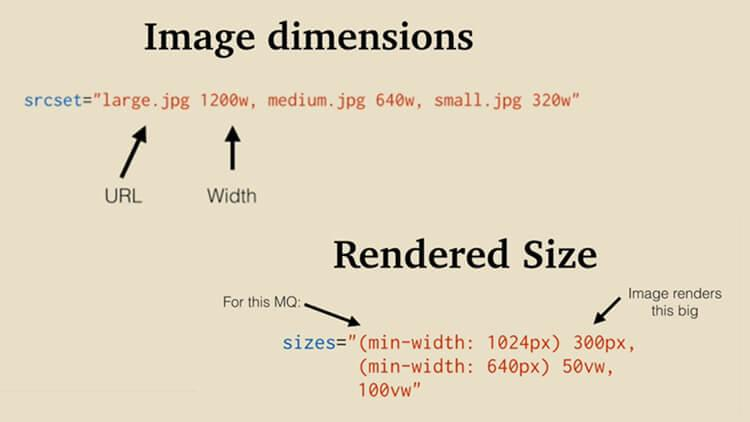 Image dimensions
srcset="large.jpg 1200w, medium.jpg 640w, small.jpg 320w"
URL
Width
Rendered Size
For this MQ:
Image renders
this big
sizes="(min-width: 1024px) 300px,
(min-width: 640px) 50vw,
100vw"